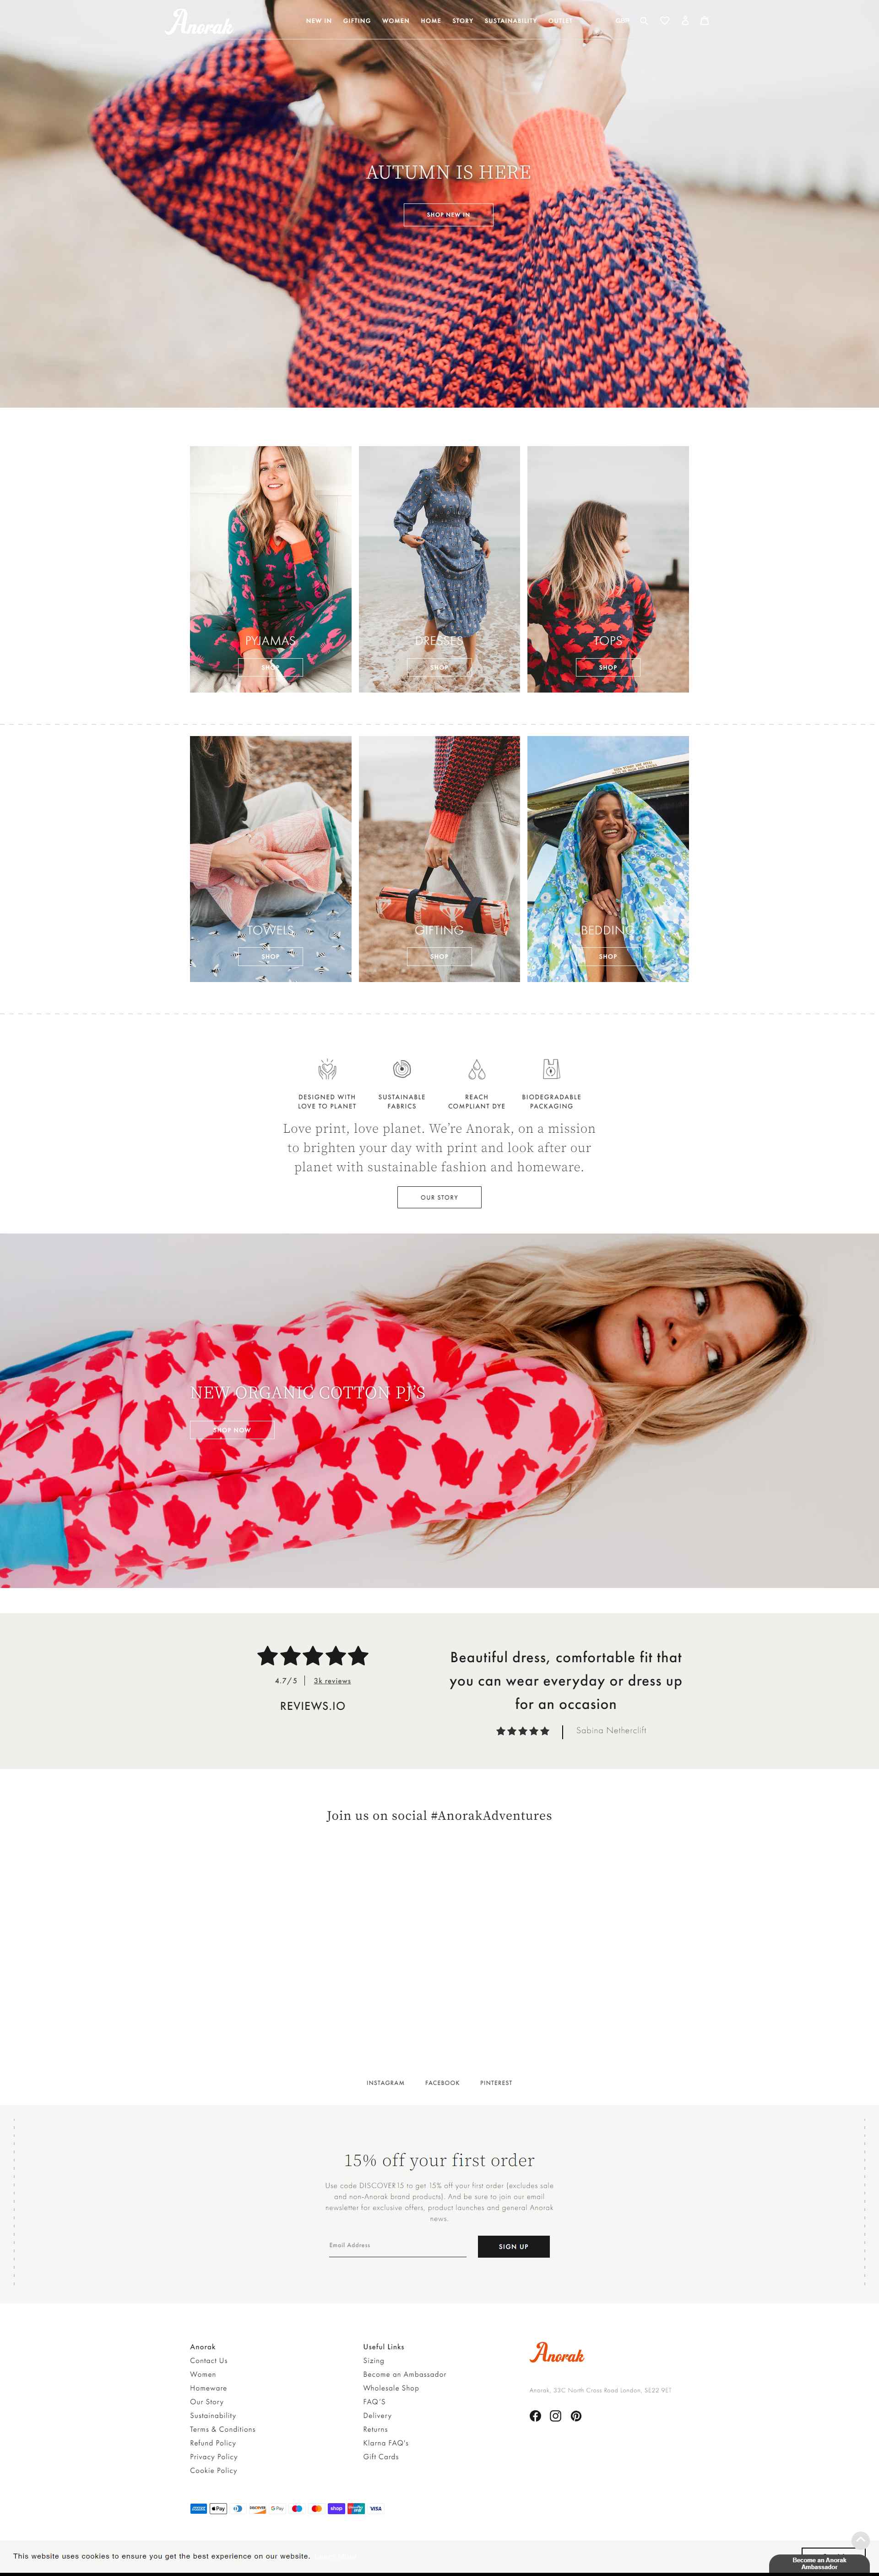 Anorak
NEW IN GIFTING WOMEN HOME STORY SUSTAINABILITY OUTLET
AUTUMN IS HERE
SHOP NEW IN
PYJAMAS
SHOP
DRESSES
SHOP
TOPS
SHOP
TOWELS
SHOP
GIFTING
SHOP
BEDDING
SHOP
DESIGNED WITH
LOVE TO PLANET
SUSTAINABLE
FABRICS
REACH
COMPLIANT DYE
BIODEGRADABLE
PACKAGING
Love print, love planet. We're Anorak, on a mission
to brighten your day with print and look after our
planet with sustainable fashion and homeware.
OUR STORY
NEW ORGANIC COTTON PJ'S
SHOP NOW
4.7/5 3k reviews
REVIEWS.IO
Beautiful dress, comfortable fit that
you can wear everyday or dress up
for an occasion
Sabina Netherclift
Join us on social #AnorakAdventures
INSTAGRAM FACEBOOK PINTEREST
15% off your first order
Use code DISCOVER15 to get 15% off your first order (excludes sale
and non-Anorak brand products). And be sure to join our email
newsletter for exclusive offers, product launches and general Anorak
news.
Email Address
SIGN UP
Anorak
Contact Us
Women
Homeware
Our Story
Sustainability
Terms & Conditions
Refund Policy
Privacy Policy
Cookie Policy
Useful Links
Sizing
Become an Ambassador
Wholesale Shop
FAQ'S
Delivery
Returns
Klarna FAQ's
Gift Cards
Anorak
Anorak, 33C North Cross Road London, SE22 9ET
Pay
DISCOVER
G Pay
shop
VISA
This website uses cookies to ensure you get the best experience on our website.
Become an Anorak
Ambassador